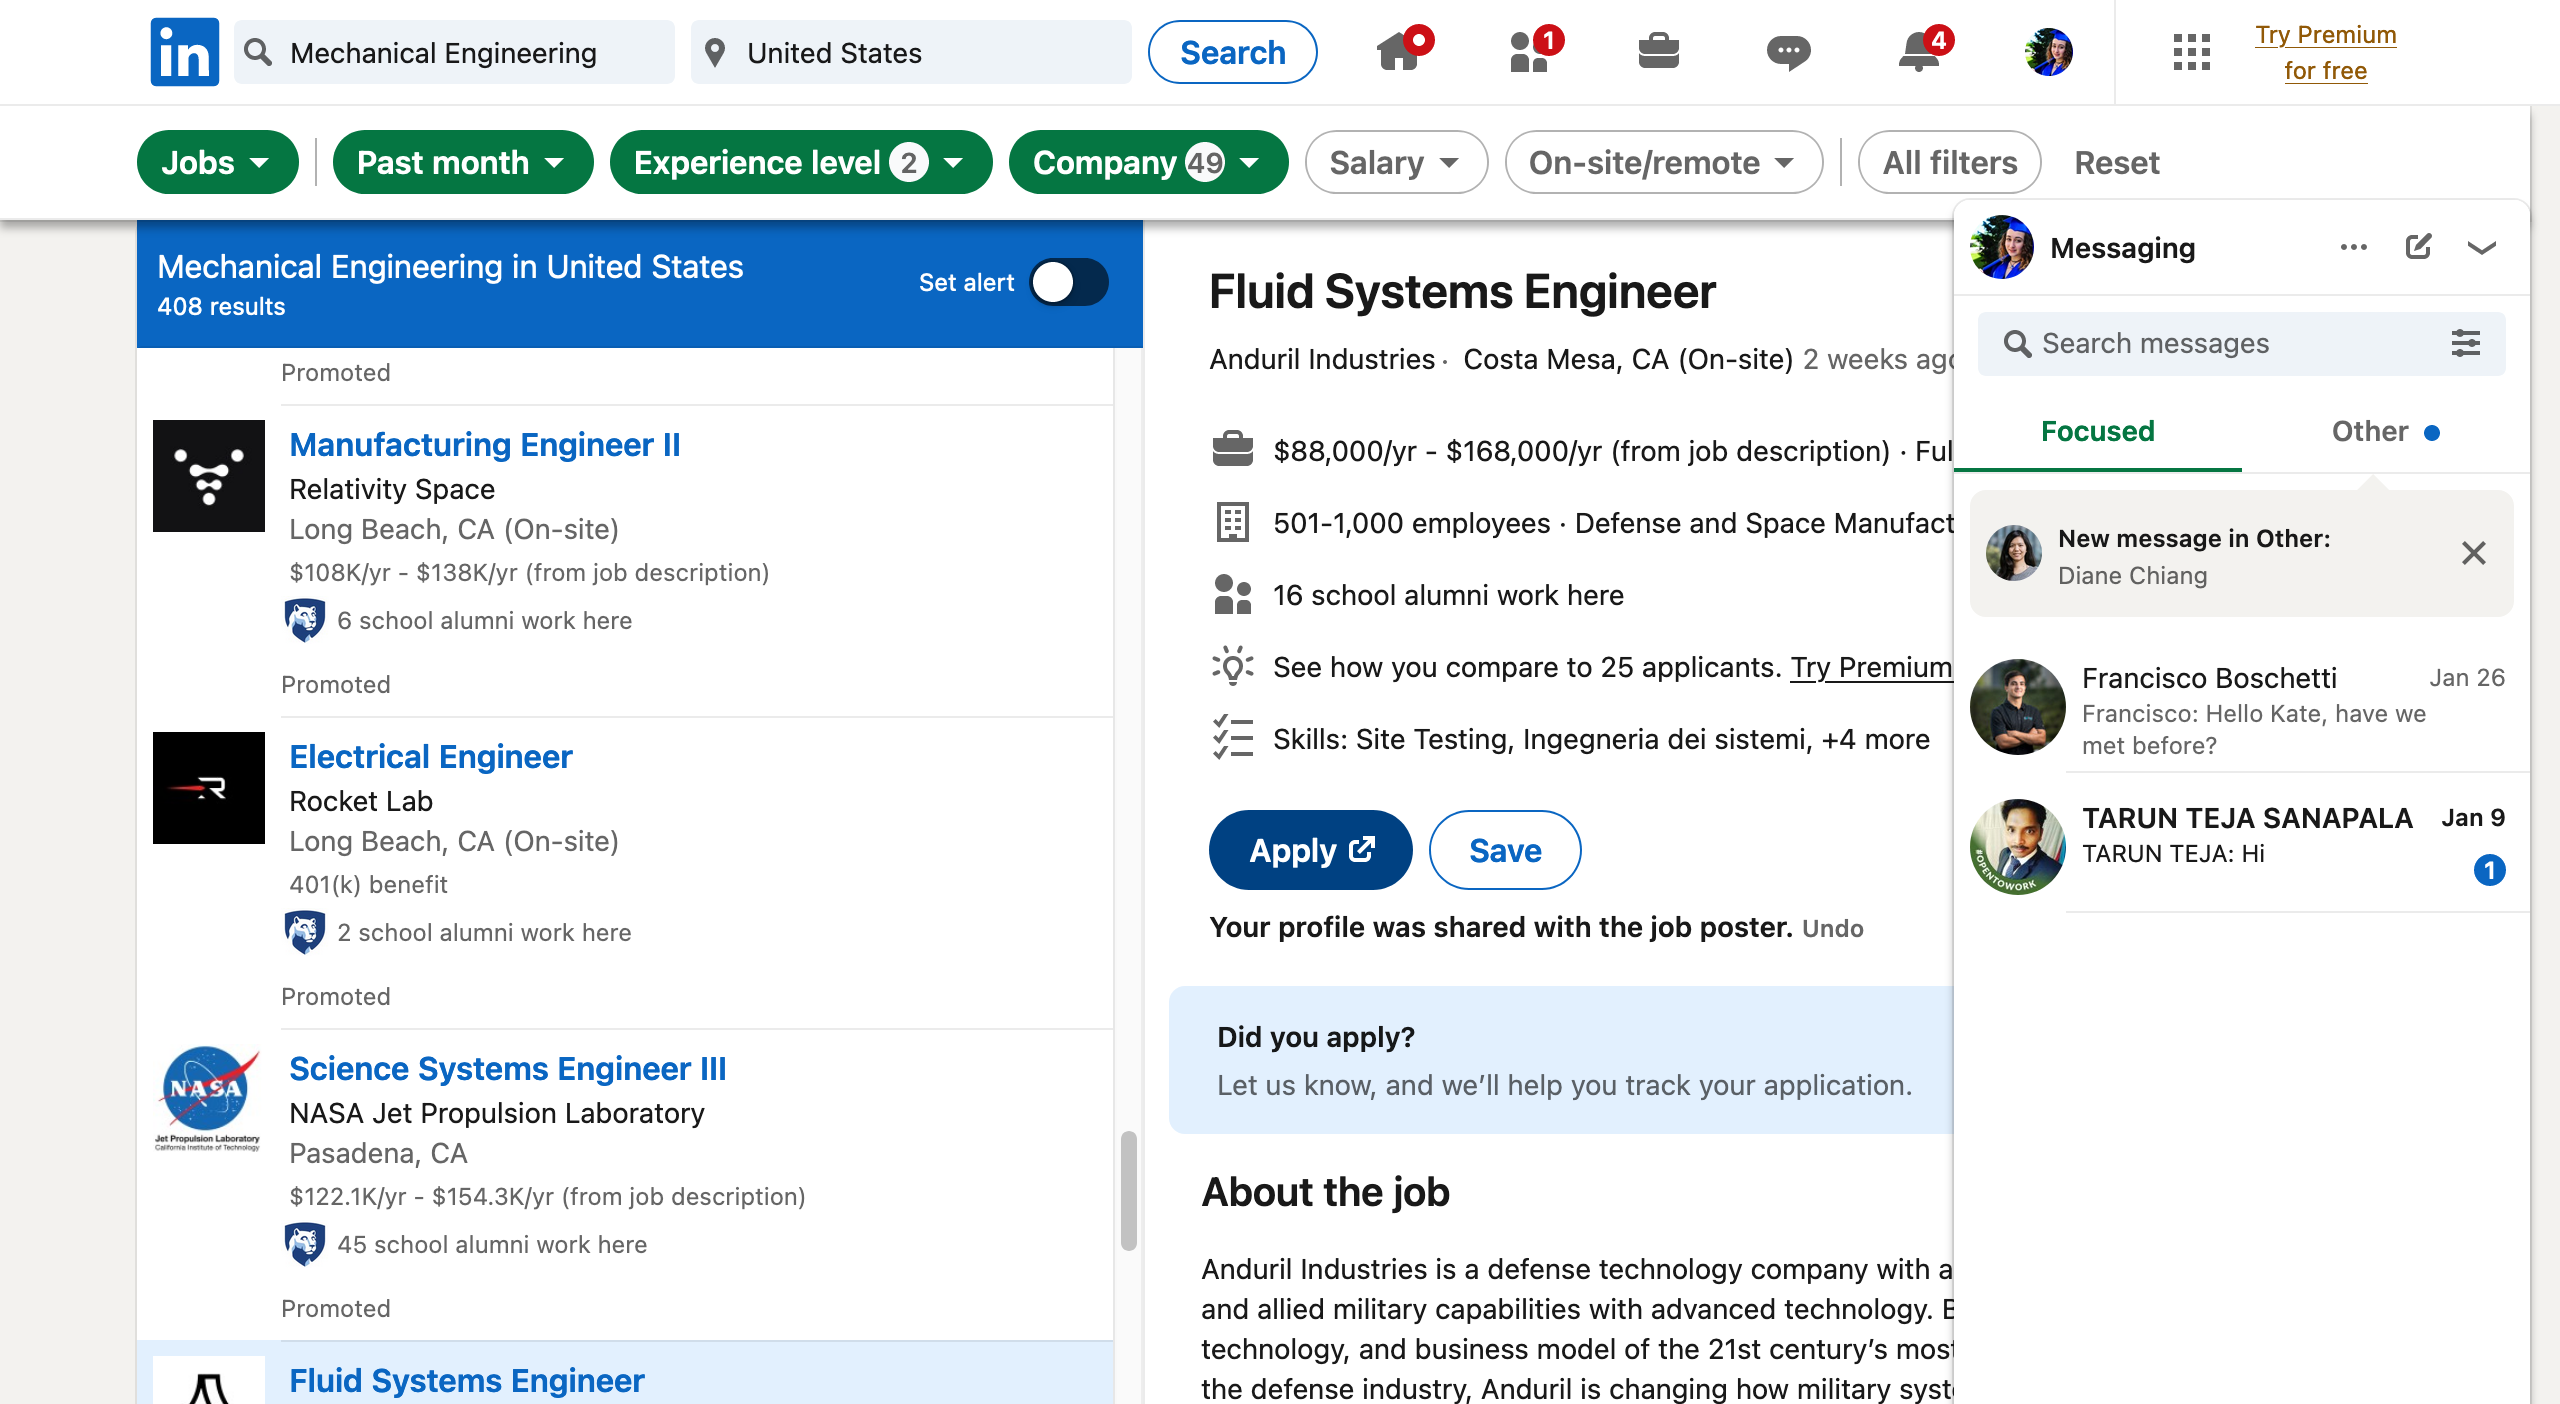 in
Mechanical Engineering
United States
Search
1
4
Try Premium
for free
Jobs
Past month
Experience level 2
Company 49
Salary
On-site/remote
All filters
Reset
Mechanical Engineering in United States
408 results
Set alert
Promoted
Manufacturing Engineer II
Relativity Space
Long Beach, CA (On-site)
$108K/yr - $138K/yr (from job description)
6 school alumni work here
Promoted
Electrical Engineer
Rocket Lab
Long Beach, CA (On-site)
401(k) benefit
2 school alumni work here
Promoted
NASA
Jet Propulsion Laboratory
California Institute of Technology
Science Systems Engineer III
NASA Jet Propulsion Laboratory
Pasadena, CA
$122.1K/yr - $154.3K/yr (from job description)
45 school alumni work here
Promoted
Fluid Systems Engineer
Fluid Systems Engineer
Anduril Industries · Costa Mesa, CA (On-site) 2 weeks ago
$88,000/yr - $168,000/yr (from job description) · Ful
501-1,000 employees · Defense and Space Manufact
16 school alumni work here
See how you compare to 25 applicants. Try Premium
Skills: Site Testing, Ingegneria dei sistemi, +4 more
Apply
Save
Your profile was shared with the job poster. Undo
Did you apply?
Let us know, and we’ll help you track your application.
About the job
Anduril Industries is a defense technology company with a
and allied military capabilities with advanced technology. B
technology, and business model of the 21st century’s most
the defense industry, Anduril is changing how military syst
Messaging
Search messages
Focused
Other
New message in Other:
Diane Chiang
Francisco Boschetti
Jan 26
Francisco: Hello Kate, have we
met before?
TARUN TEJA SANAPALA
Jan 9
TARUN TEJA: Hi
1
#OPENTOWORK